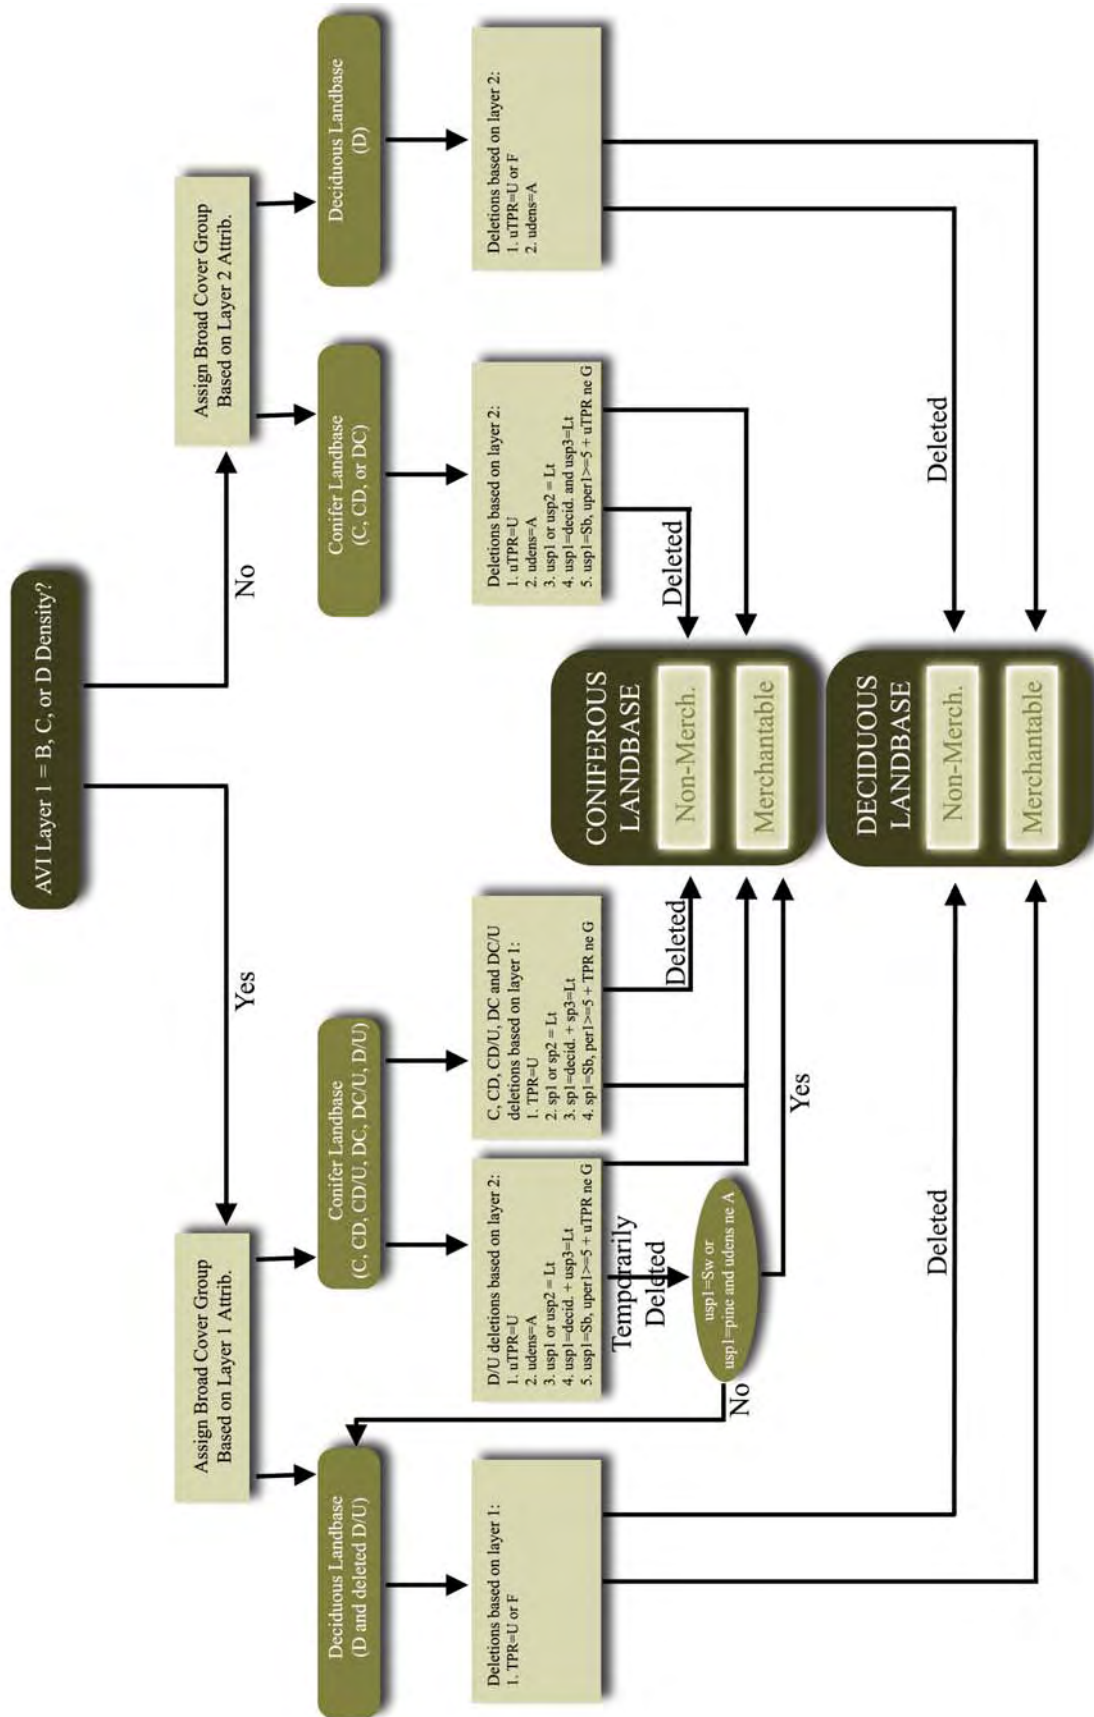 AVI Layer 1 = B, C, or D Density?
Yes
No
Assign Broad Cover Group
Based on Layer 1 Attrib.
Assign Broad Cover Group
Based on Layer 2 Attrib.
Deciduous Landbase
(D and deleted D/U)
Conifer Landbase
(C, CD, CD/U, DC, DC/U, D/U)
Conifer Landbase
(C, CD, or DC)
Deciduous Landbase
(D)
Deletions based on layer 1:
1. TPR=U or F
D/U deletions based on layer 2:
1. uTPR=U
2. udens=A
3. usp1 or usp2 = Lt
4. usp1=decid. + usp3=Lt
5. usp1=Sb, uper1>=5 + uTPR ne G
C, CD, CD/U, DC and DC/U
deletions based on layer 1:
1. TPR=U
2. sp1 or sp2 = Lt
3. sp1=decid. + sp3=Lt
4. sp1=Sb, per1>=5 + TPR ne G
Deletions based on layer 2:
1. uTPR=U
2. udens=A
3. usp1 or usp2 = Lt
4. usp1=decid. and usp3=Lt
5. usp1=Sb, uper1>=5 + uTPR ne G
Deletions based on layer 2:
1. uTPR=U or F
2. udens=A
Temporarily
Deleted
usp1=Sw or
usp1=pine and udens ne A
No
Yes
Deleted
Deleted
CONIFEROUS
LANDBASE
Non-Merch.
Merchantable
Deleted
Deleted
DECIDUOUS
LANDBASE
Non-Merch.
Merchantable